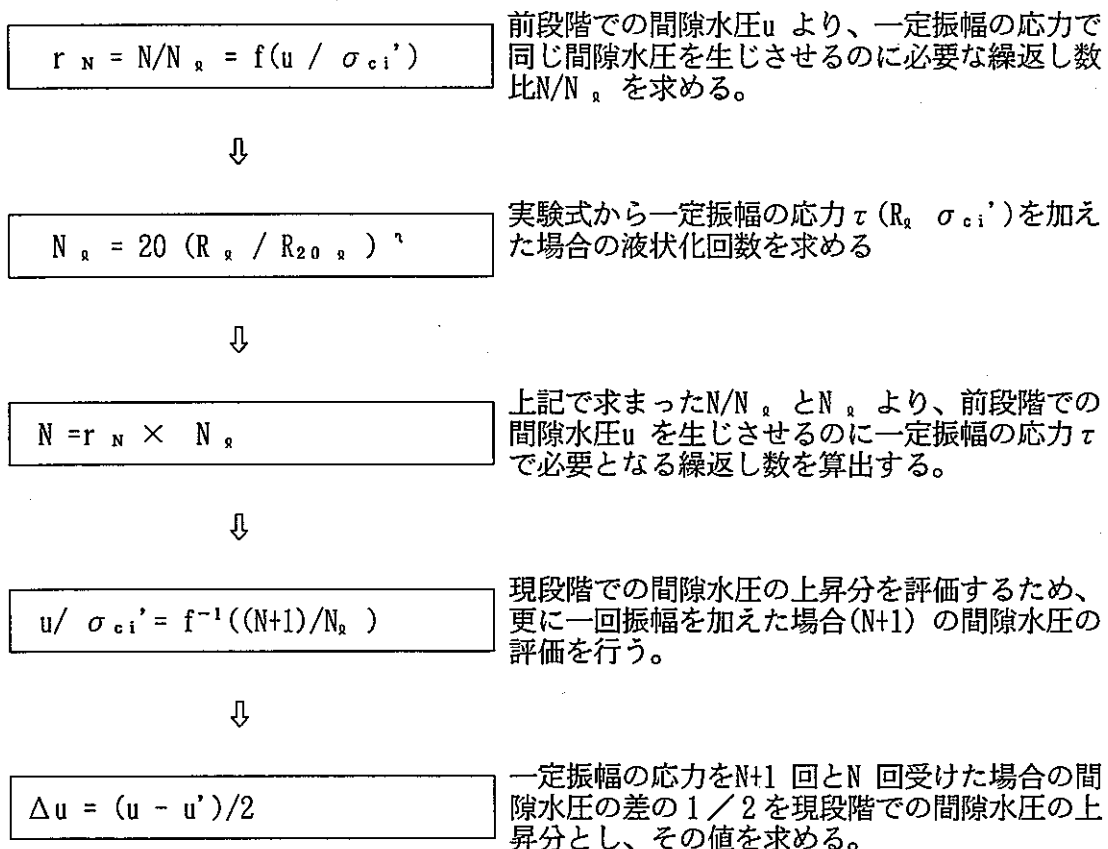 r N = N/N ℓ = f(u / σci')
前段階での間隙水圧u より、一定振幅の応力で
同じ間隙水圧を生じさせるのに必要な繰返し数
比N/N ℓ を求める。
⇩
N ℓ = 20 (R ℓ / R20 ℓ ) η
実験式から一定振幅の応力τ(Rℓ σci')を加え
た場合の液状化回数を求める
⇩
N =r N × N ℓ
上記で求まったN/N ℓ とN ℓ より、前段階での
間隙水圧u を生じさせるのに一定振幅の応力τ
で必要となる繰返し数を算出する。
⇩
u/ σci'= f⁻¹((N+1)/Nℓ )
現段階での間隙水圧の上昇分を評価するため、
更に一回振幅を加えた場合(N+1) の間隙水圧の
評価を行う。
⇩
Δu = (u - u')/2
一定振幅の応力をN+1 回とN 回受けた場合の間
隙水圧の差の1／2を現段階での間隙水圧の上
昇分とし、その値を求める。